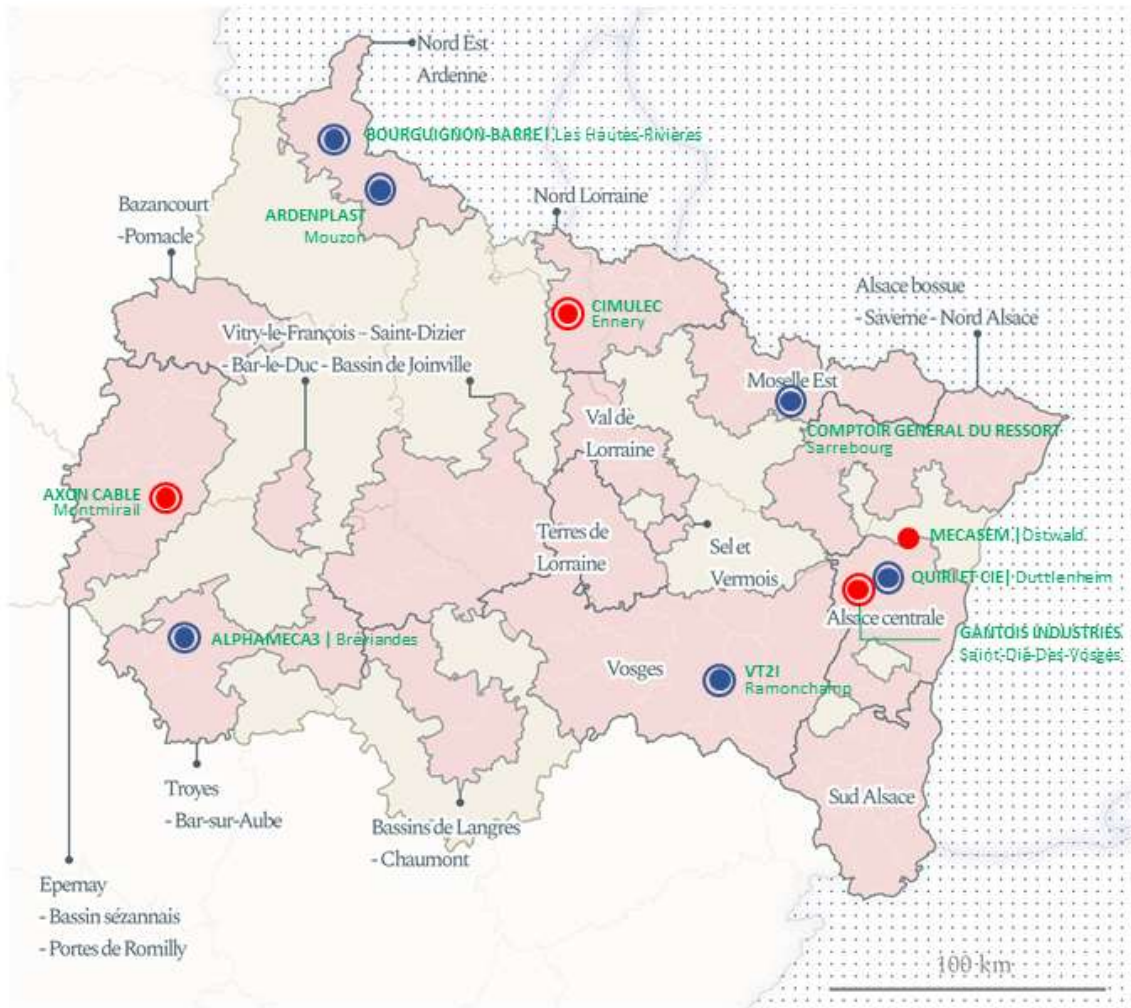 Nord Est
Ardenne
BOURGUIGNON-BARRE | Les Hautes-Rivières
ARDENPLAST
Mouzon
Nord Lorraine
Bazancourt
-Pomacle
CIMULEC
Ennery
Alsace bossue
- Saverne - Nord Alsace
Vitry-le-François – Saint-Dizier
- Bar-le-Duc - Bassin de Joinville
Moselle Est
Val de
Lorraine
COMPTOIR GENERAL DU RESSORT
Sarrebourg
AXON CABLE
Montmirail
Terres de
Lorraine
Sel et
Vermois
MECASEM | Ostwald
QUIRI ET CIE | Duttlenheim
Alsace centrale
GANTOIS INDUSTRIES
Saint-Dié-Des-Vosges
ALPHAMECA3 | Bréviandes
Vosges
VT2I
Ramonchamp
Troyes
- Bar-sur-Aube
Sud Alsace
Bassins de Langres
- Chaumont
Epernay
- Bassin sézannais
- Portes de Romilly
100 km